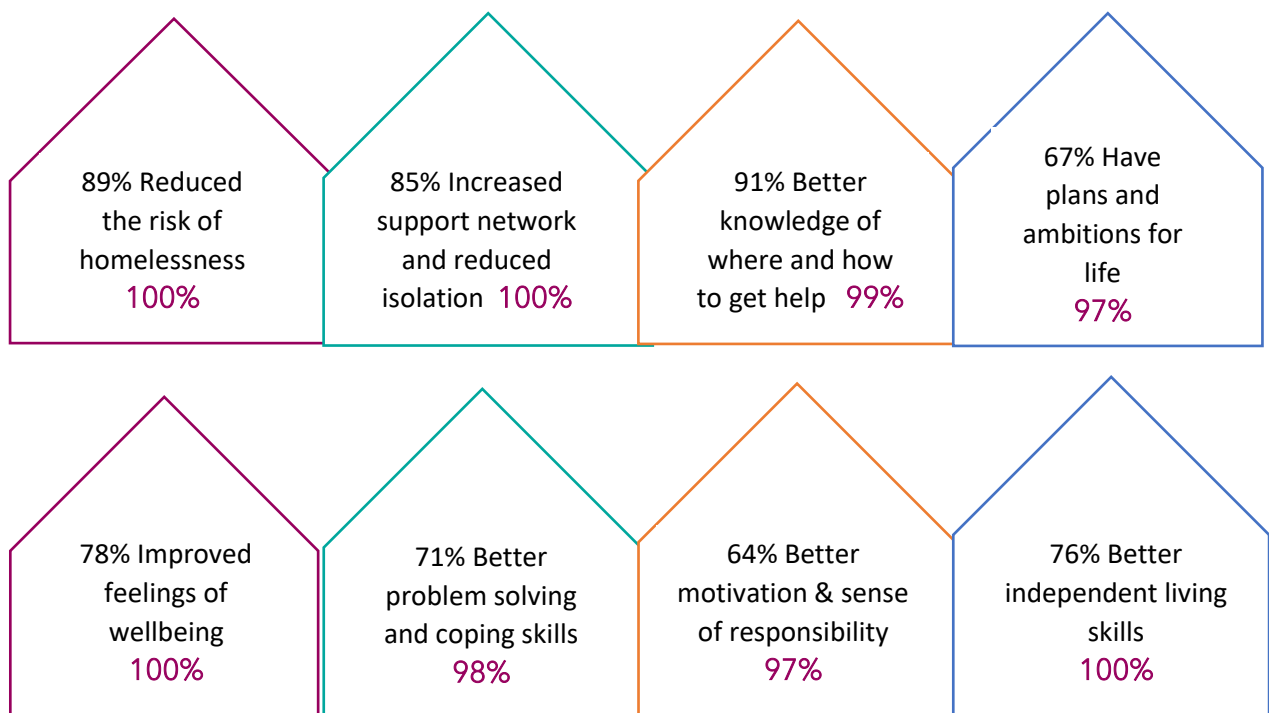 89% Reduced
the risk of
homelessness
100%
85% Increased
support network
and reduced
isolation 100%
91% Better
knowledge of
where and how
to get help 99%
67% Have
plans and
ambitions for
life
97%
78% Improved
feelings of
wellbeing
100%
71% Better
problem solving
and coping skills
98%
64% Better
motivation & sense
of responsibility
97%
76% Better
independent living
skills
100%